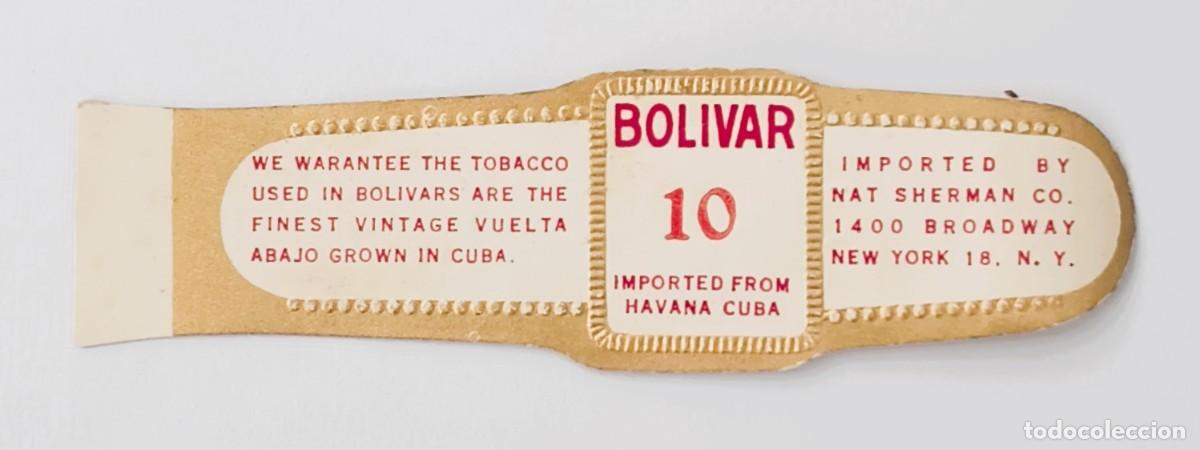 WE WARANTEE THE TOBACCO
USED IN BOLIVARS ARE THE
FINEST VINTAGE VUELTA
ABAJO GROWN IN CUBA.
BOLIVAR
10
IMPORTED FROM
HAVANA CUBA
IMPORTED BY
NAT SHERMAN CO.
1400 BROADWAY
NEW YORK 18, N. Y.
todocoleccion